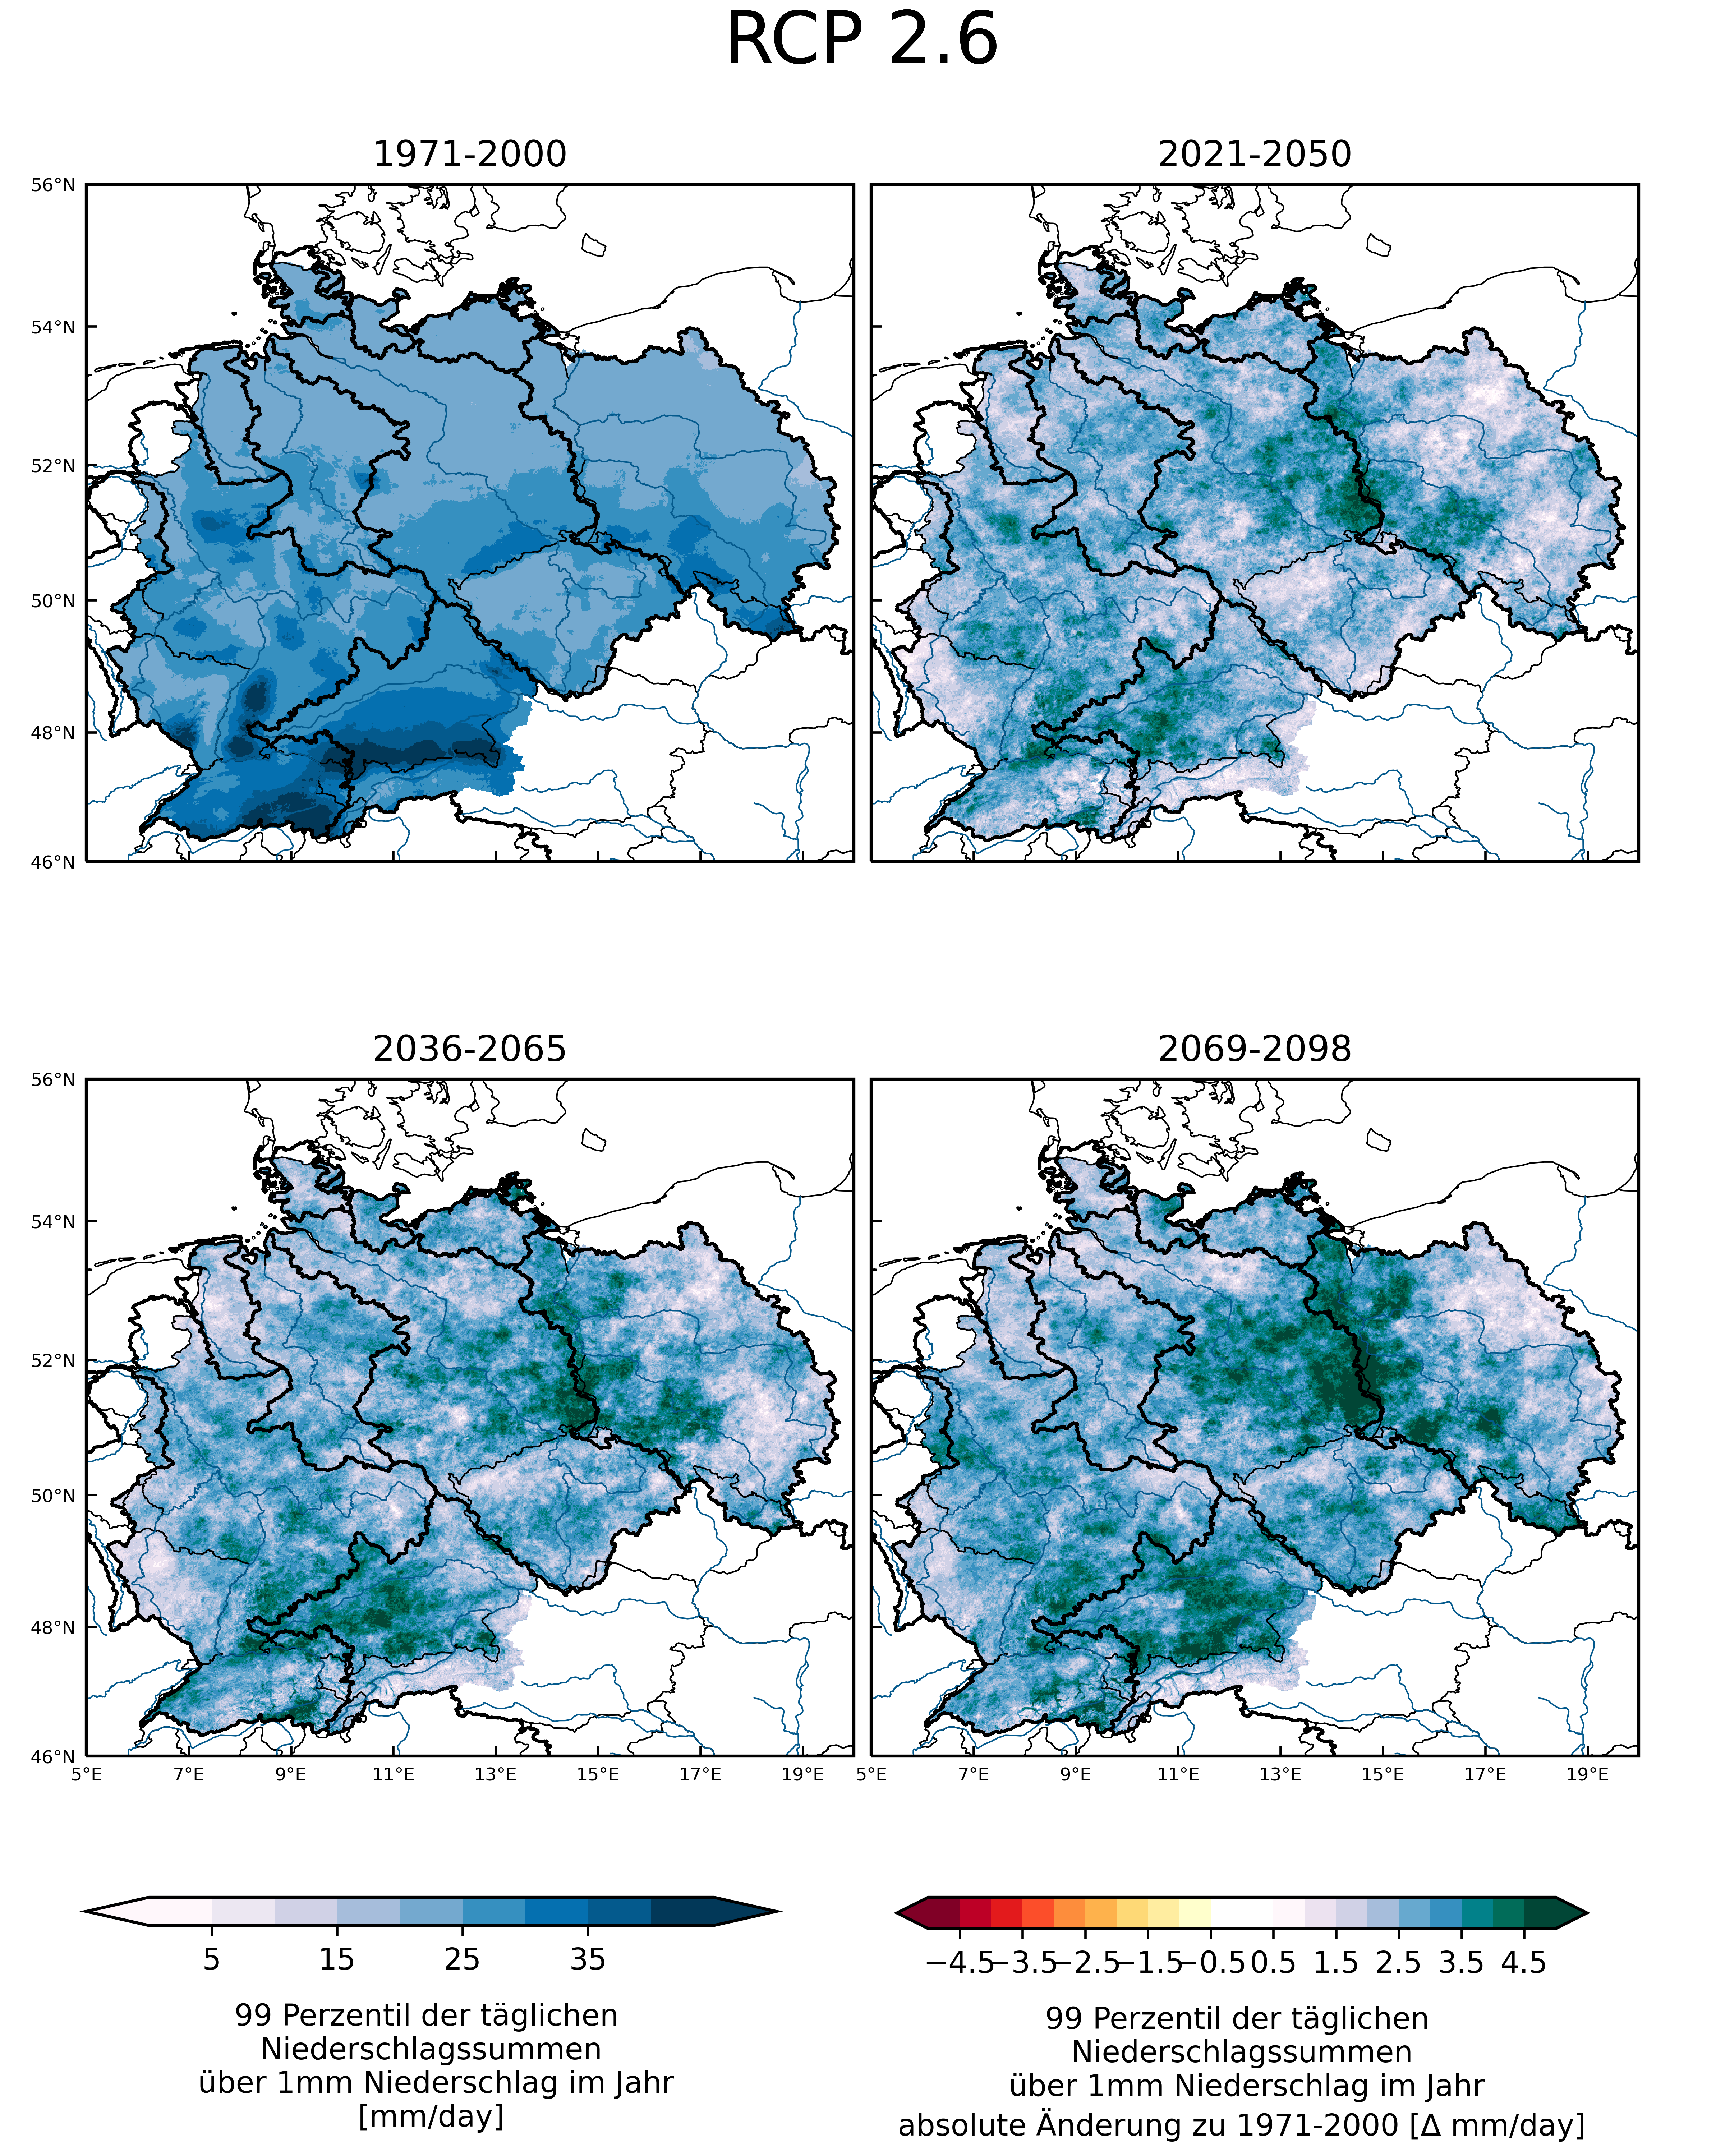 RCP 2.6
1971-2000
2021-2050
56°N
54°N
52°N
50°N
48°N
46°N
2036-2065
2069-2098
56°N
54°N
52°N
50°N
48°N
46°N
5°E 7°E 9°E 11°E 13°E 15°E 17°E 19°E
5°E 7°E 9°E 11°E 13°E 15°E 17°E 19°E
5 15 25 35
99 Perzentil der täglichen
Niederschlagssummen
über 1mm Niederschlag im Jahr
[mm/day]
−4.5 −3.5 −2.5 −1.5 −0.5 0.5 1.5 2.5 3.5 4.5
99 Perzentil der täglichen
Niederschlagssummen
über 1mm Niederschlag im Jahr
absolute Änderung zu 1971-2000 [Δ mm/day]